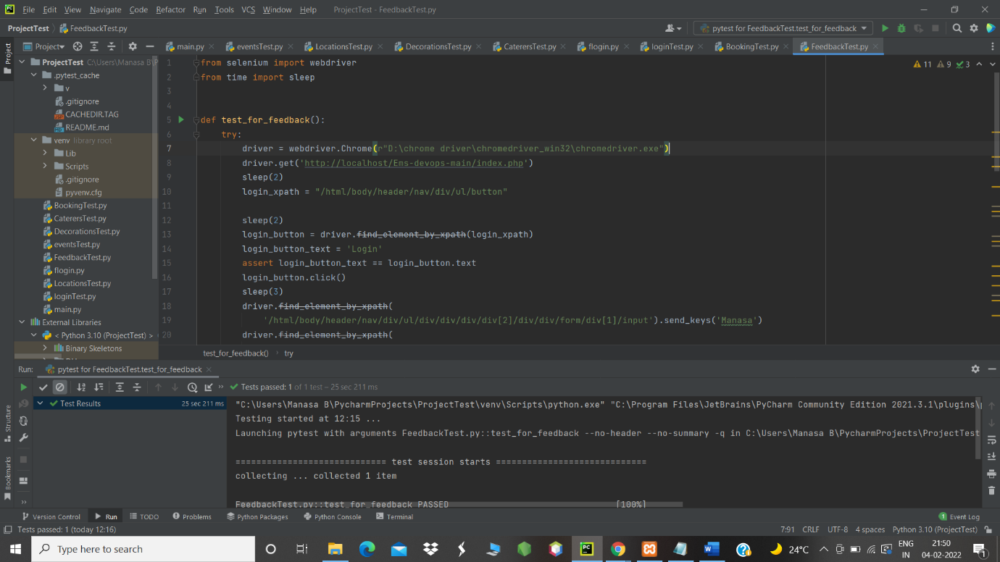 File Edit View Navigate Code Refactor Run Tools VCS Window Help ProjectTest - FeedbackTest.py
ProjectTest FeedbackTest.py pytest for FeedbackTest.test_for_feedback
Project main.py eventsTest.py LocationsTest.py DecorationsTest.py CaterersTest.py flogin.py loginTest.py BookingTest.py FeedbackTest.py
Project
ProjectTest C:\Users\Manasa B\P
.pytest_cache
v
.gitignore
CACHEDIR.TAG
README.md
venv library root
Lib
Scripts
.gitignore
pyvenv.cfg
BookingTest.py
CaterersTest.py
DecorationsTest.py
eventsTest.py
FeedbackTest.py
flogin.py
LocationsTest.py
loginTest.py
main.py
External Libraries
< Python 3.10 (ProjectTest) >
Binary Skeletons
11 9 3
1 from selenium import webdriver
2 from time import sleep
3
4
5 def test_for_feedback():
6 try:
7 driver = webdriver.Chrome(r"D:\chrome driver\chromedriver_win32\chromedriver.exe")
8 driver.get('http://localhost/Ems-devops-main/index.php')
9 sleep(2)
10 login_xpath = "/html/body/header/nav/div/ul/button"
11
12 sleep(2)
13 login_button = driver.find_element_by_xpath(login_xpath)
14 login_button_text = 'Login'
15 assert login_button_text == login_button.text
16 login_button.click()
17 sleep(3)
18 driver.find_element_by_xpath(
19 '/html/body/header/nav/div/ul/div/div/div/div[2]/div/div/form/div[1]/input').send_keys('Manasa')
20 driver.find_element_by_xpath(
test_for_feedback() › try
Run: pytest for FeedbackTest.test_for_feedback
Tests passed: 1 of 1 test – 25 sec 211 ms
Test Results 25 sec 211 ms
"C:\Users\Manasa B\PycharmProjects\ProjectTest\venv\Scripts\python.exe" "C:\Program Files\JetBrains\PyCharm Community Edition 2021.3.1\plugins\
Testing started at 12:15 ...
Launching pytest with arguments FeedbackTest.py::test_for_feedback --no-header --no-summary -q in C:\Users\Manasa B\PycharmProjects\ProjectTest
============================= test session starts =============================
collecting ... collected 1 item
FeedbackTest.py::test_for_feedback PASSED [100%]
Structure
Bookmarks
Version Control Run TODO Problems Python Packages Python Console Terminal 1 Event Log
Tests passed: 1 (today 12:16) 7:91 CRLF UTF-8 4 spaces Python 3.10 (ProjectTest)
Type here to search
24°C
ENG
IN
21:50
04-02-2022
1